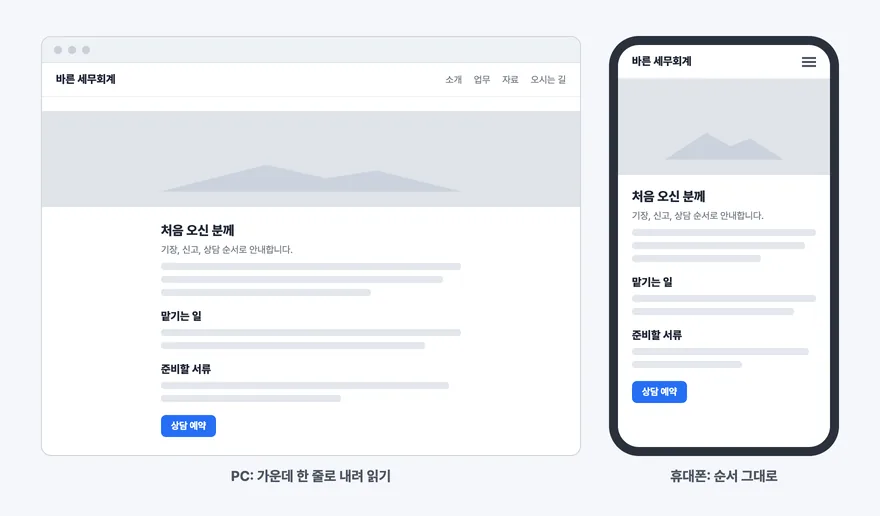 바른 세무회계
소개 업무 자료 오시는 길
처음 오신 분께
기장, 신고, 상담 순서로 안내합니다.
맡기는 일
준비할 서류
상담 예약
PC: 가운데 한 줄로 내려 읽기
바른 세무회계
처음 오신 분께
기장, 신고, 상담 순서로 안내합니다.
맡기는 일
준비할 서류
상담 예약
휴대폰: 순서 그대로